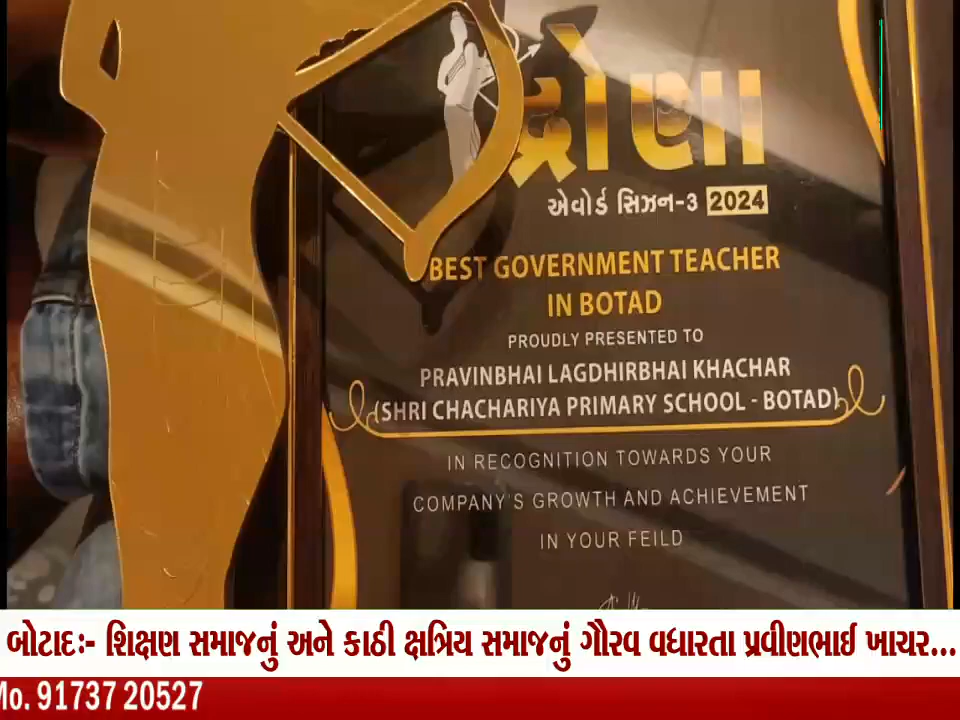 દ્રોણા
એવોર્ડ સિઝન-૩ 2024
BEST GOVERNMENT TEACHER
IN BOTAD
PROUDLY PRESENTED TO
PRAVINBHAI LAGDHIRBHAI KHACHAR
(SHRI CHACHARIYA PRIMARY SCHOOL - BOTAD)
IN RECOGNITION TOWARDS YOUR
COMPANY'S GROWTH AND ACHIEVEMENT
IN YOUR FEILD
બોટાદઃ- શિક્ષણ સમાજનું અને કાઠી ક્ષત્રિય સમાજનું ગૌરવ વધારતા પ્રવીણભાઈ ખાચર...
Mo. 91737 20527